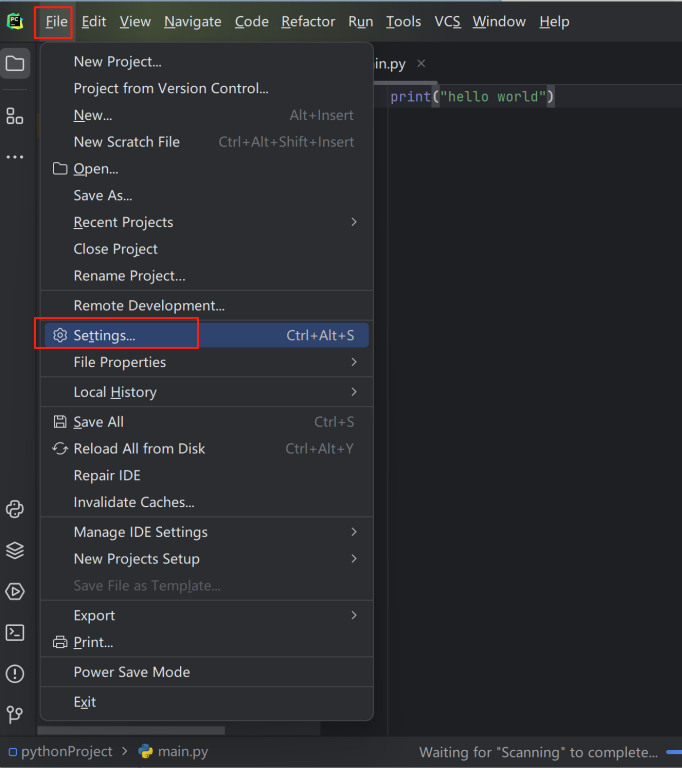 PC
File Edit View Navigate Code Refactor Run Tools VCS Window Help
in.py
print("hello world")
New Project...
Project from Version Control...
New... Alt+Insert
New Scratch File Ctrl+Alt+Shift+Insert
Open...
Save As...
Recent Projects
Close Project
Rename Project...
Remote Development...
Settings... Ctrl+Alt+S
File Properties
Local History
Save All Ctrl+S
Reload All from Disk Ctrl+Alt+Y
Repair IDE
Invalidate Caches...
Manage IDE Settings
New Projects Setup
Save File as Template...
Export
Print...
Power Save Mode
Exit
pythonProject > main.py Waiting for "Scanning" to complete...